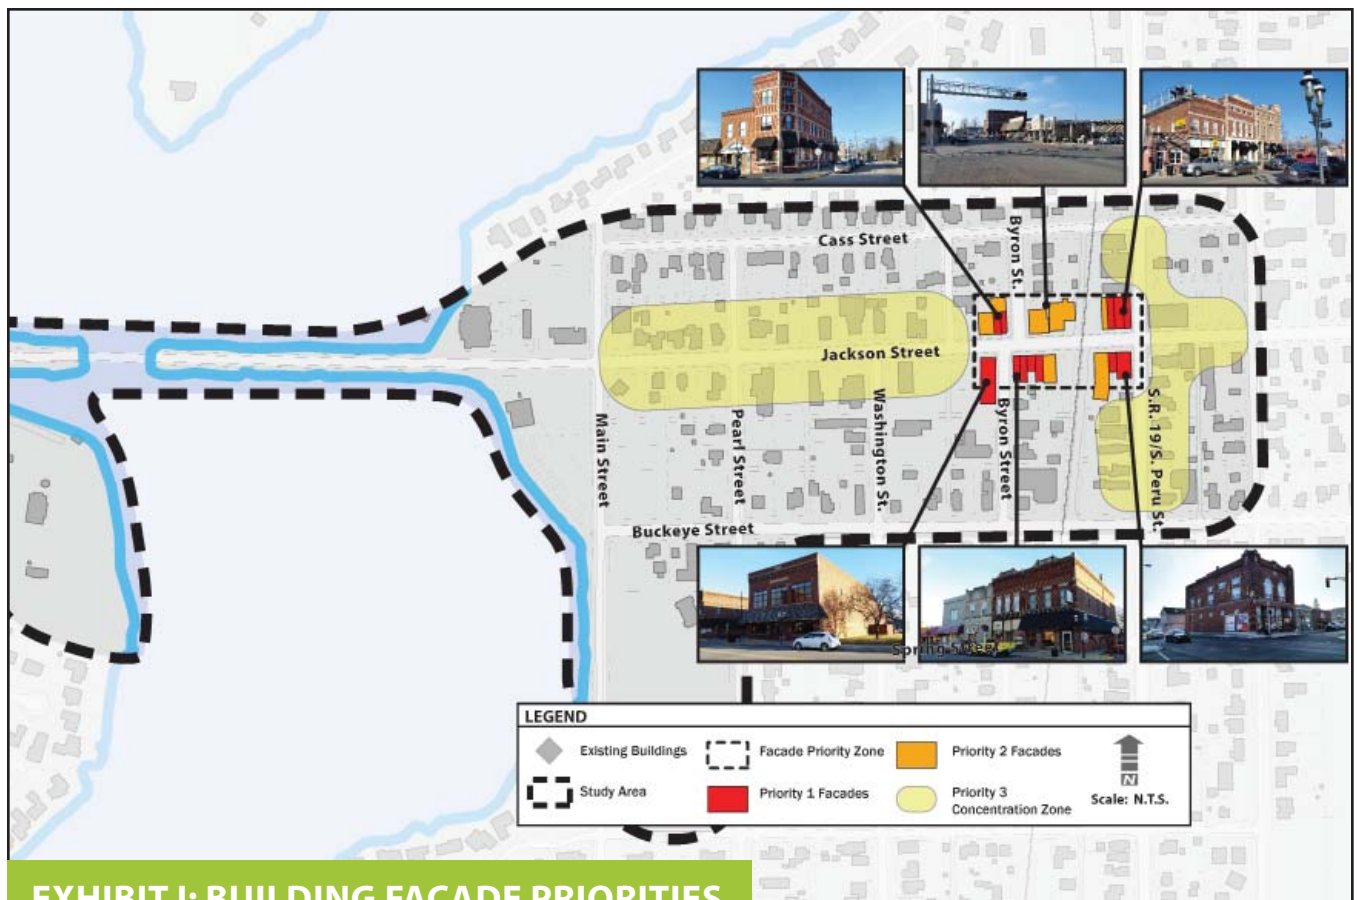 Cass Street
Byron St.
Jackson Street
Main Street
Pearl Street
Washington St.
Byron Street
S.R. 19/S. Peru St.
Buckeye Street
Spring Street
LEGEND
Existing Buildings
Facade Priority Zone
Priority 2 Facades
Study Area
Priority 1 Facades
Priority 3
Concentration Zone
N
Scale: N.T.S.
EXHIBIT I: BUILDING FACADE PRIORITIES